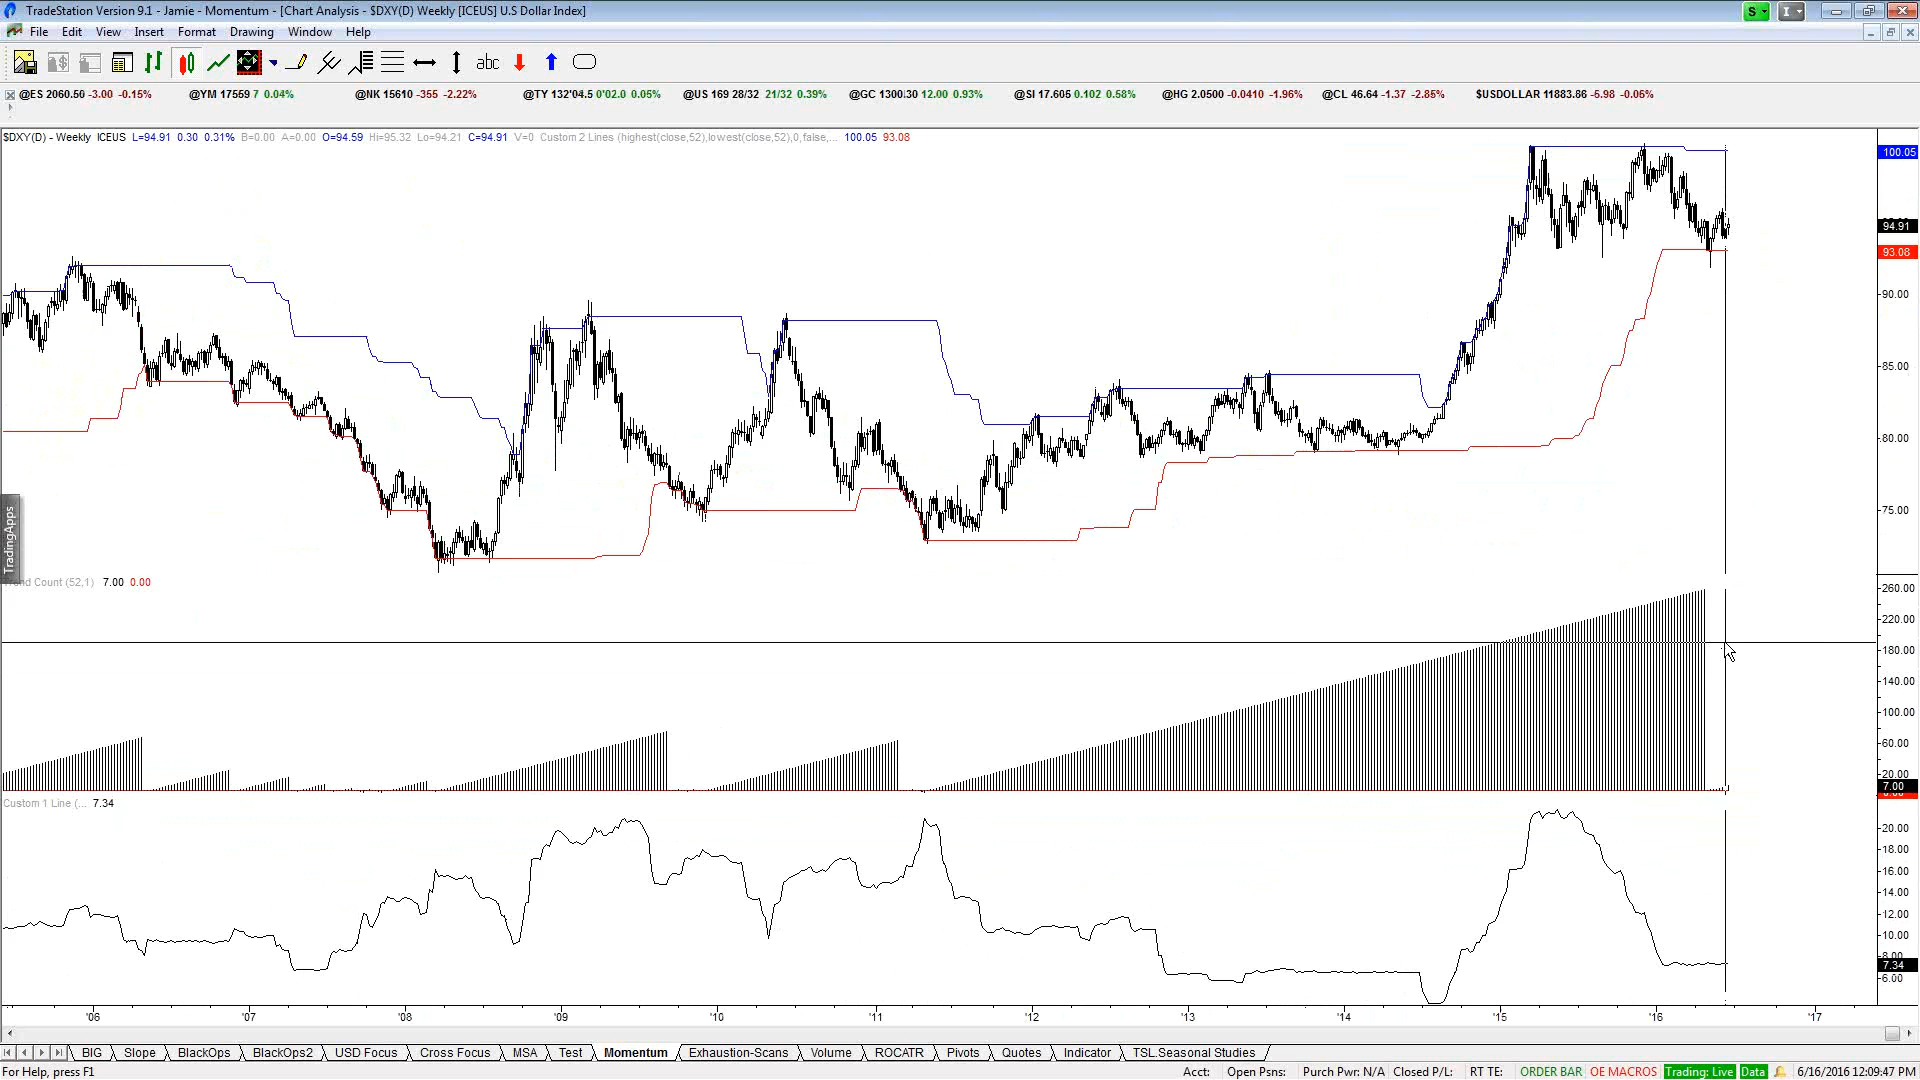 TradeStation Version 9.1 - Jamie - Momentum - [Chart Analysis - $DXY(D) Weekly [ICEUS] U.S Dollar Index]
S I
File Edit View Insert Format Drawing Window Help
abc
@ES 2060.50 -3.00 -0.15% @YM 17559 7 0.04% @NK 15610 -355 -2.22% @TY 132'04.5 0'02.0 0.05% @US 169 28/32 21/32 0.39% @GC 1300.30 12.00 0.93% @SI 17.605 0.102 0.58% @HG 2.0500 -0.0410 -1.96% @CL 46.64 -1.37 -2.85% $USDOLLAR 11883.86 -6.98 -0.06%
$DXY(D) - Weekly ICEUS L=94.91 0.30 0.31% B=0.00 A=0.00 O=94.59 Hi=95.32 Lo=94.21 C=94.91 V=0 Custom 2 Lines (highest(close,52),lowest(close,52),0,false,... 100.05 93.08
100.05
94.91
93.08
90.00
85.00
80.00
75.00
TradingApps
Trend Count (52,1) 7.00 0.00
260.00
220.00
180.00
140.00
100.00
60.00
20.00
7.00
Custom 1 Line (... 7.34
20.00
18.00
16.00
14.00
12.00
10.00
8.00
7.34
6.00
'06 '07 '08 '09 '10 '11 '12 '13 '14 '15 '16 '17
BIG Slope BlackOps BlackOps2 USD Focus Cross Focus MSA Test Momentum Exhaustion-Scans Volume ROCATR Pivots Quotes Indicator TSL.Seasonal Studies
For Help, press F1 Acct: Open Psns: Purch Pwr: N/A Closed P/L: RT TE: ORDER BAR OE MACROS Trading: Live Data 6/16/2016 12:09:47 PM